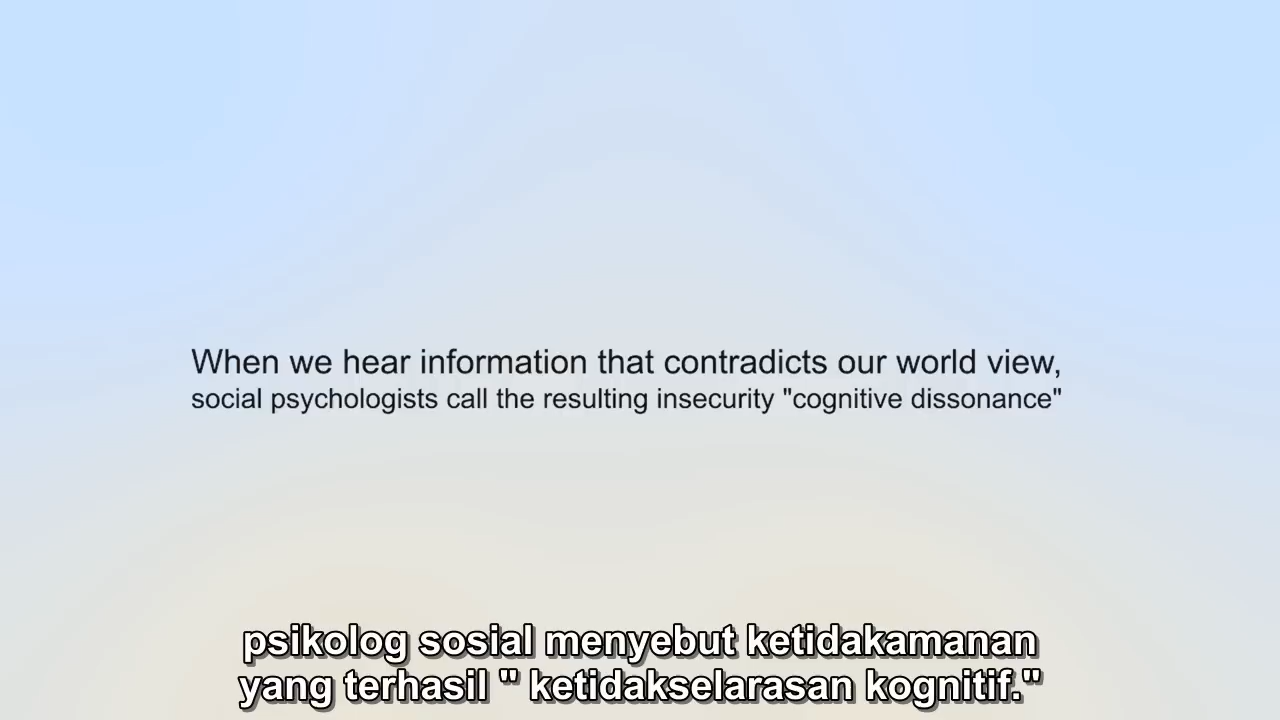 When we hear information that contradicts our world view,
social psychologists call the resulting insecurity "cognitive dissonance"
psikolog sosial menyebut ketidakamanan
yang terhasil " ketidakselarasan kognitif."